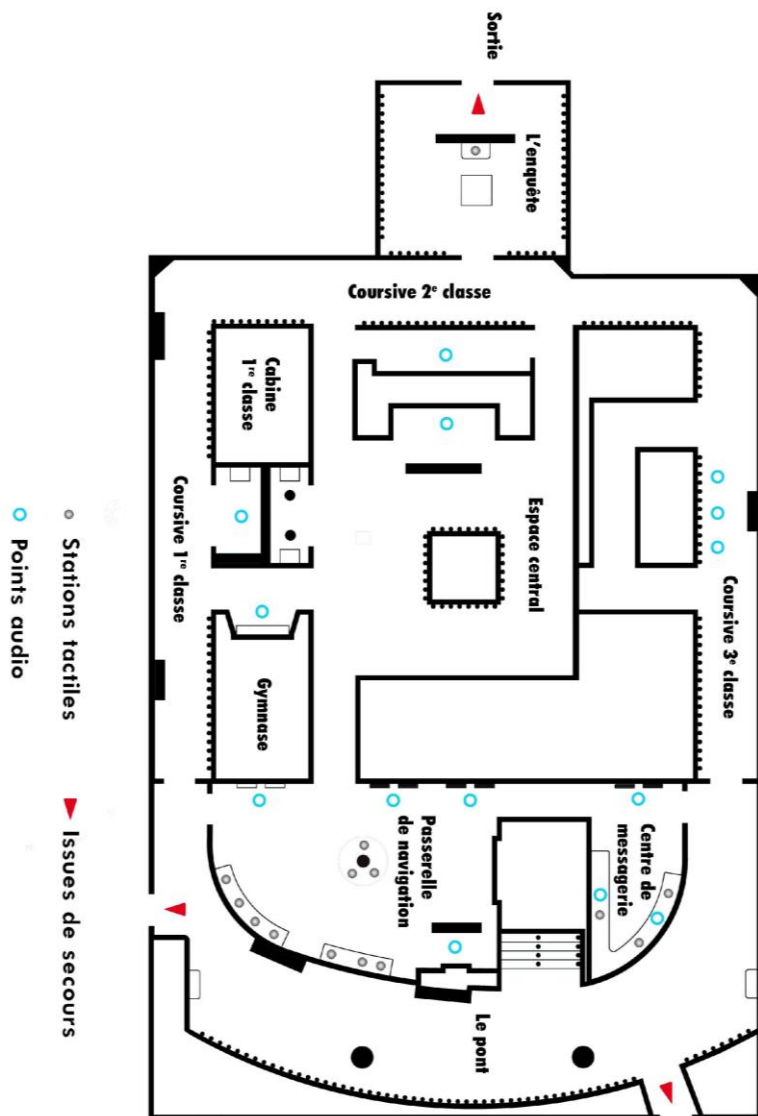 Sortie
L'enquête
Coursive 2e classe
Cabine
1re classe
Coursive 1re classe
Espace central
Coursive 3e classe
Gymnase
Passerelle
de navigation
Centre de
messagerie
Le pont
Stations tactiles
Issues de secours
Points audio